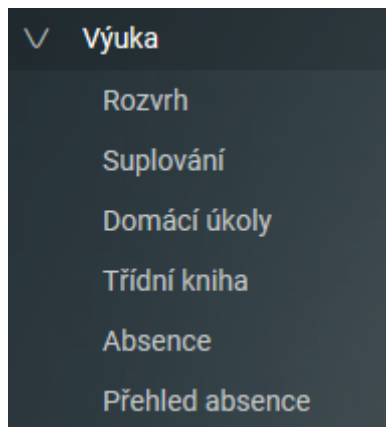 Výuka
Rozvrh
Suplování
Domácí úkoly
Třídní kniha
Absence
Přehled absence